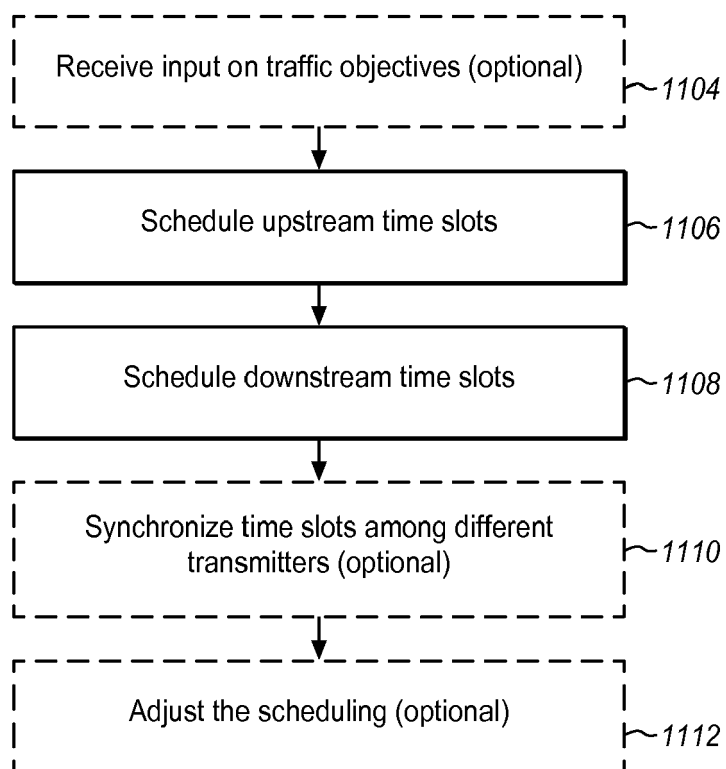 Receive input on traffic objectives (optional)
1104
Schedule upstream time slots
1106
Schedule downstream time slots
1108
Synchronize time slots among different
transmitters (optional)
1110
Adjust the scheduling (optional)
1112